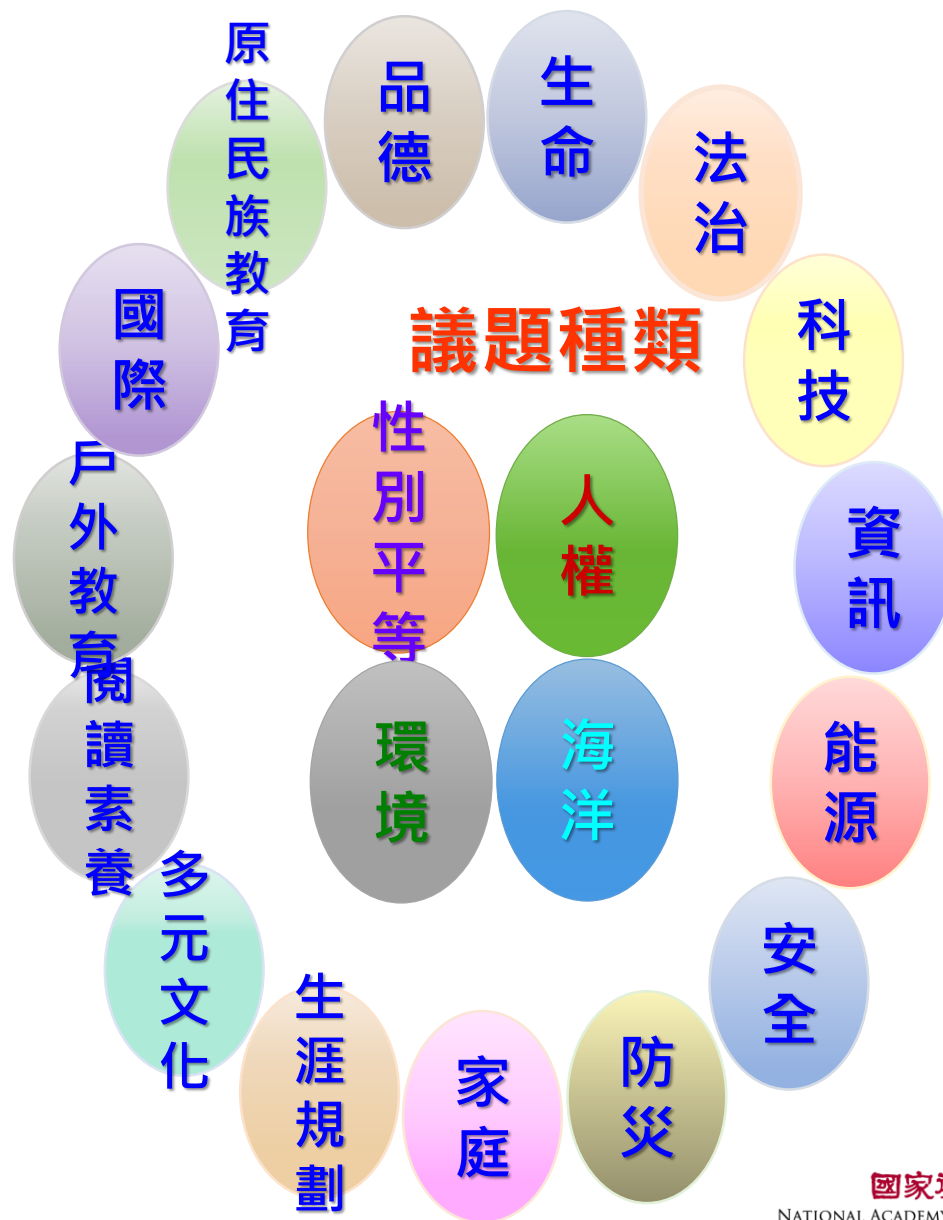 議題種類
性別平等
人權
環境
海洋
品德
生命
法治
科技
資訊
能源
安全
防災
家庭
生涯規劃
多元文化
閱讀素養
戶外教育
國際
原住民族教育
國家
NATIONAL ACADEMY